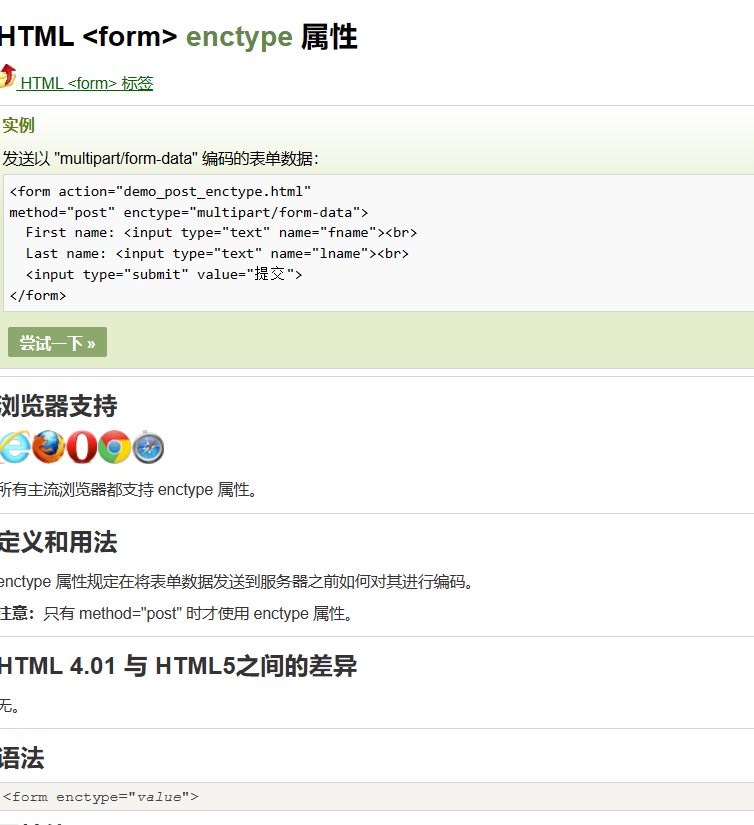 HTML <form> enctype 属性
HTML <form> 标签
实例
发送以 "multipart/form-data" 编码的表单数据：
<form action="demo_post_enctype.html"
method="post" enctype="multipart/form-data">
First name: <input type="text" name="fname"><br>
Last name: <input type="text" name="lname"><br>
<input type="submit" value="提交">
</form>
尝试一下 »
浏览器支持
所有主流浏览器都支持 enctype 属性。
定义和用法
enctype 属性规定在将表单数据发送到服务器之前如何对其进行编码。
注意：只有 method="post" 时才使用 enctype 属性。
HTML 4.01 与 HTML5之间的差异
无。
语法
<form enctype="value">